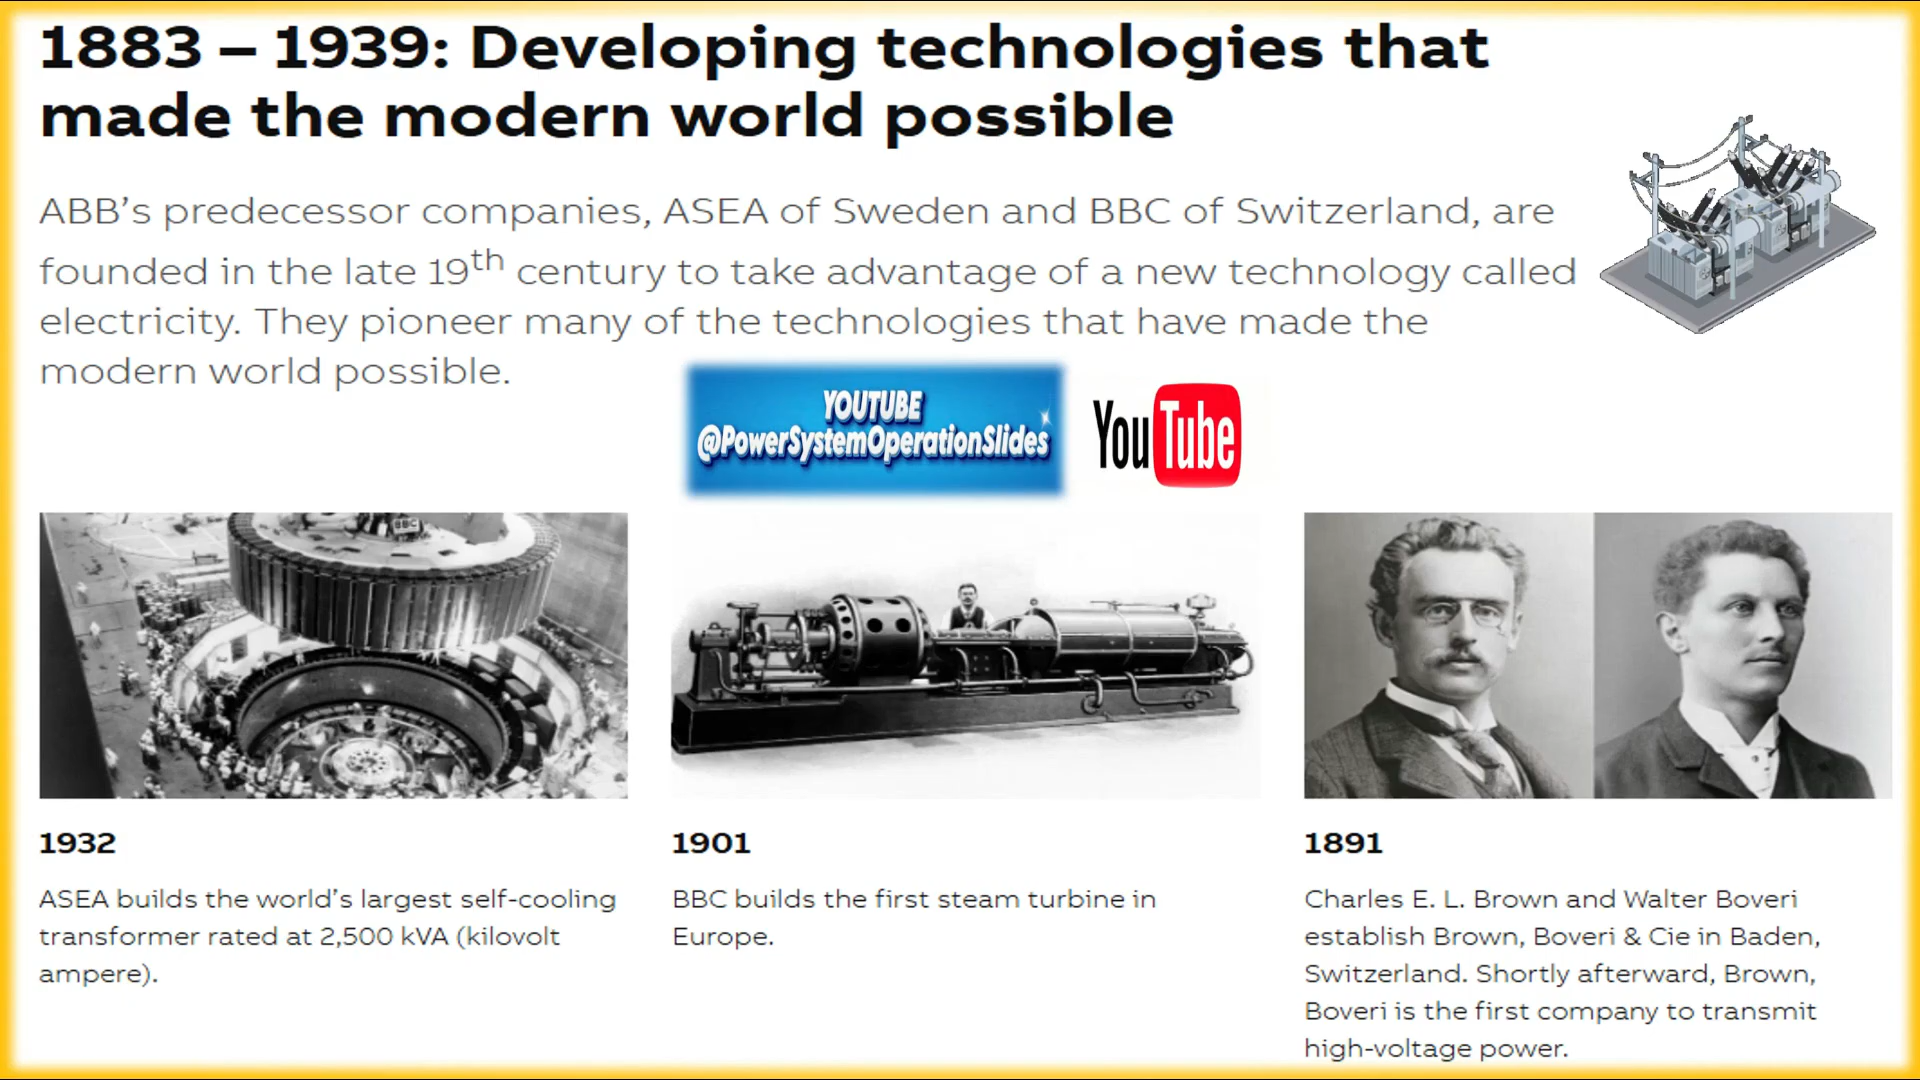 1883 – 1939: Developing technologies that
made the modern world possible
ABB’s predecessor companies, ASEA of Sweden and BBC of Switzerland, are
founded in the late 19th century to take advantage of a new technology called
electricity. They pioneer many of the technologies that have made the
modern world possible.
YOUTUBE
@PowerSystemOperationSlides
YouTube
BBC
1932
ASEA builds the world’s largest self-cooling
transformer rated at 2,500 kVA (kilovolt
ampere).
1901
BBC builds the first steam turbine in
Europe.
1891
Charles E. L. Brown and Walter Boveri
establish Brown, Boveri & Cie in Baden,
Switzerland. Shortly afterward, Brown,
Boveri is the first company to transmit
high-voltage power.